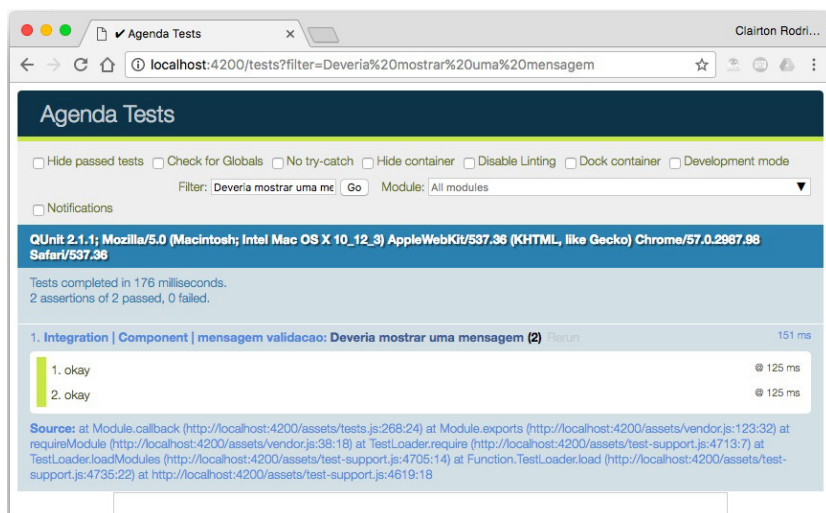 ✔ Agenda Tests
Clairton Rodri...
localhost:4200/tests?filter=Deveria%20mostrar%20uma%20mensagem
Agenda Tests
Hide passed tests Check for Globals No try-catch Hide container Disable Linting Dock container Development mode
Filter: Deveria mostrar uma me Go Module: All modules
Notifications
QUnit 2.1.1; Mozilla/5.0 (Macintosh; Intel Mac OS X 10_12_3) AppleWebKit/537.36 (KHTML, like Gecko) Chrome/57.0.2987.98
Safari/537.36
Tests completed in 176 milliseconds.
2 assertions of 2 passed, 0 failed.
1. Integration | Component | mensagem validacao: Deveria mostrar uma mensagem (2) Rerun 151 ms
1. okay @ 125 ms
2. okay @ 125 ms
Source: at Module.callback (http://localhost:4200/assets/tests.js:268:24) at Module.exports (http://localhost:4200/assets/vendor.js:123:32) at
requireModule (http://localhost:4200/assets/vendor.js:38:18) at TestLoader.require (http://localhost:4200/assets/test-support.js:4713:7) at
TestLoader.loadModules (http://localhost:4200/assets/test-support.js:4705:14) at Function.TestLoader.load (http://localhost:4200/assets/test-
support.js:4735:22) at http://localhost:4200/assets/test-support.js:4619:18